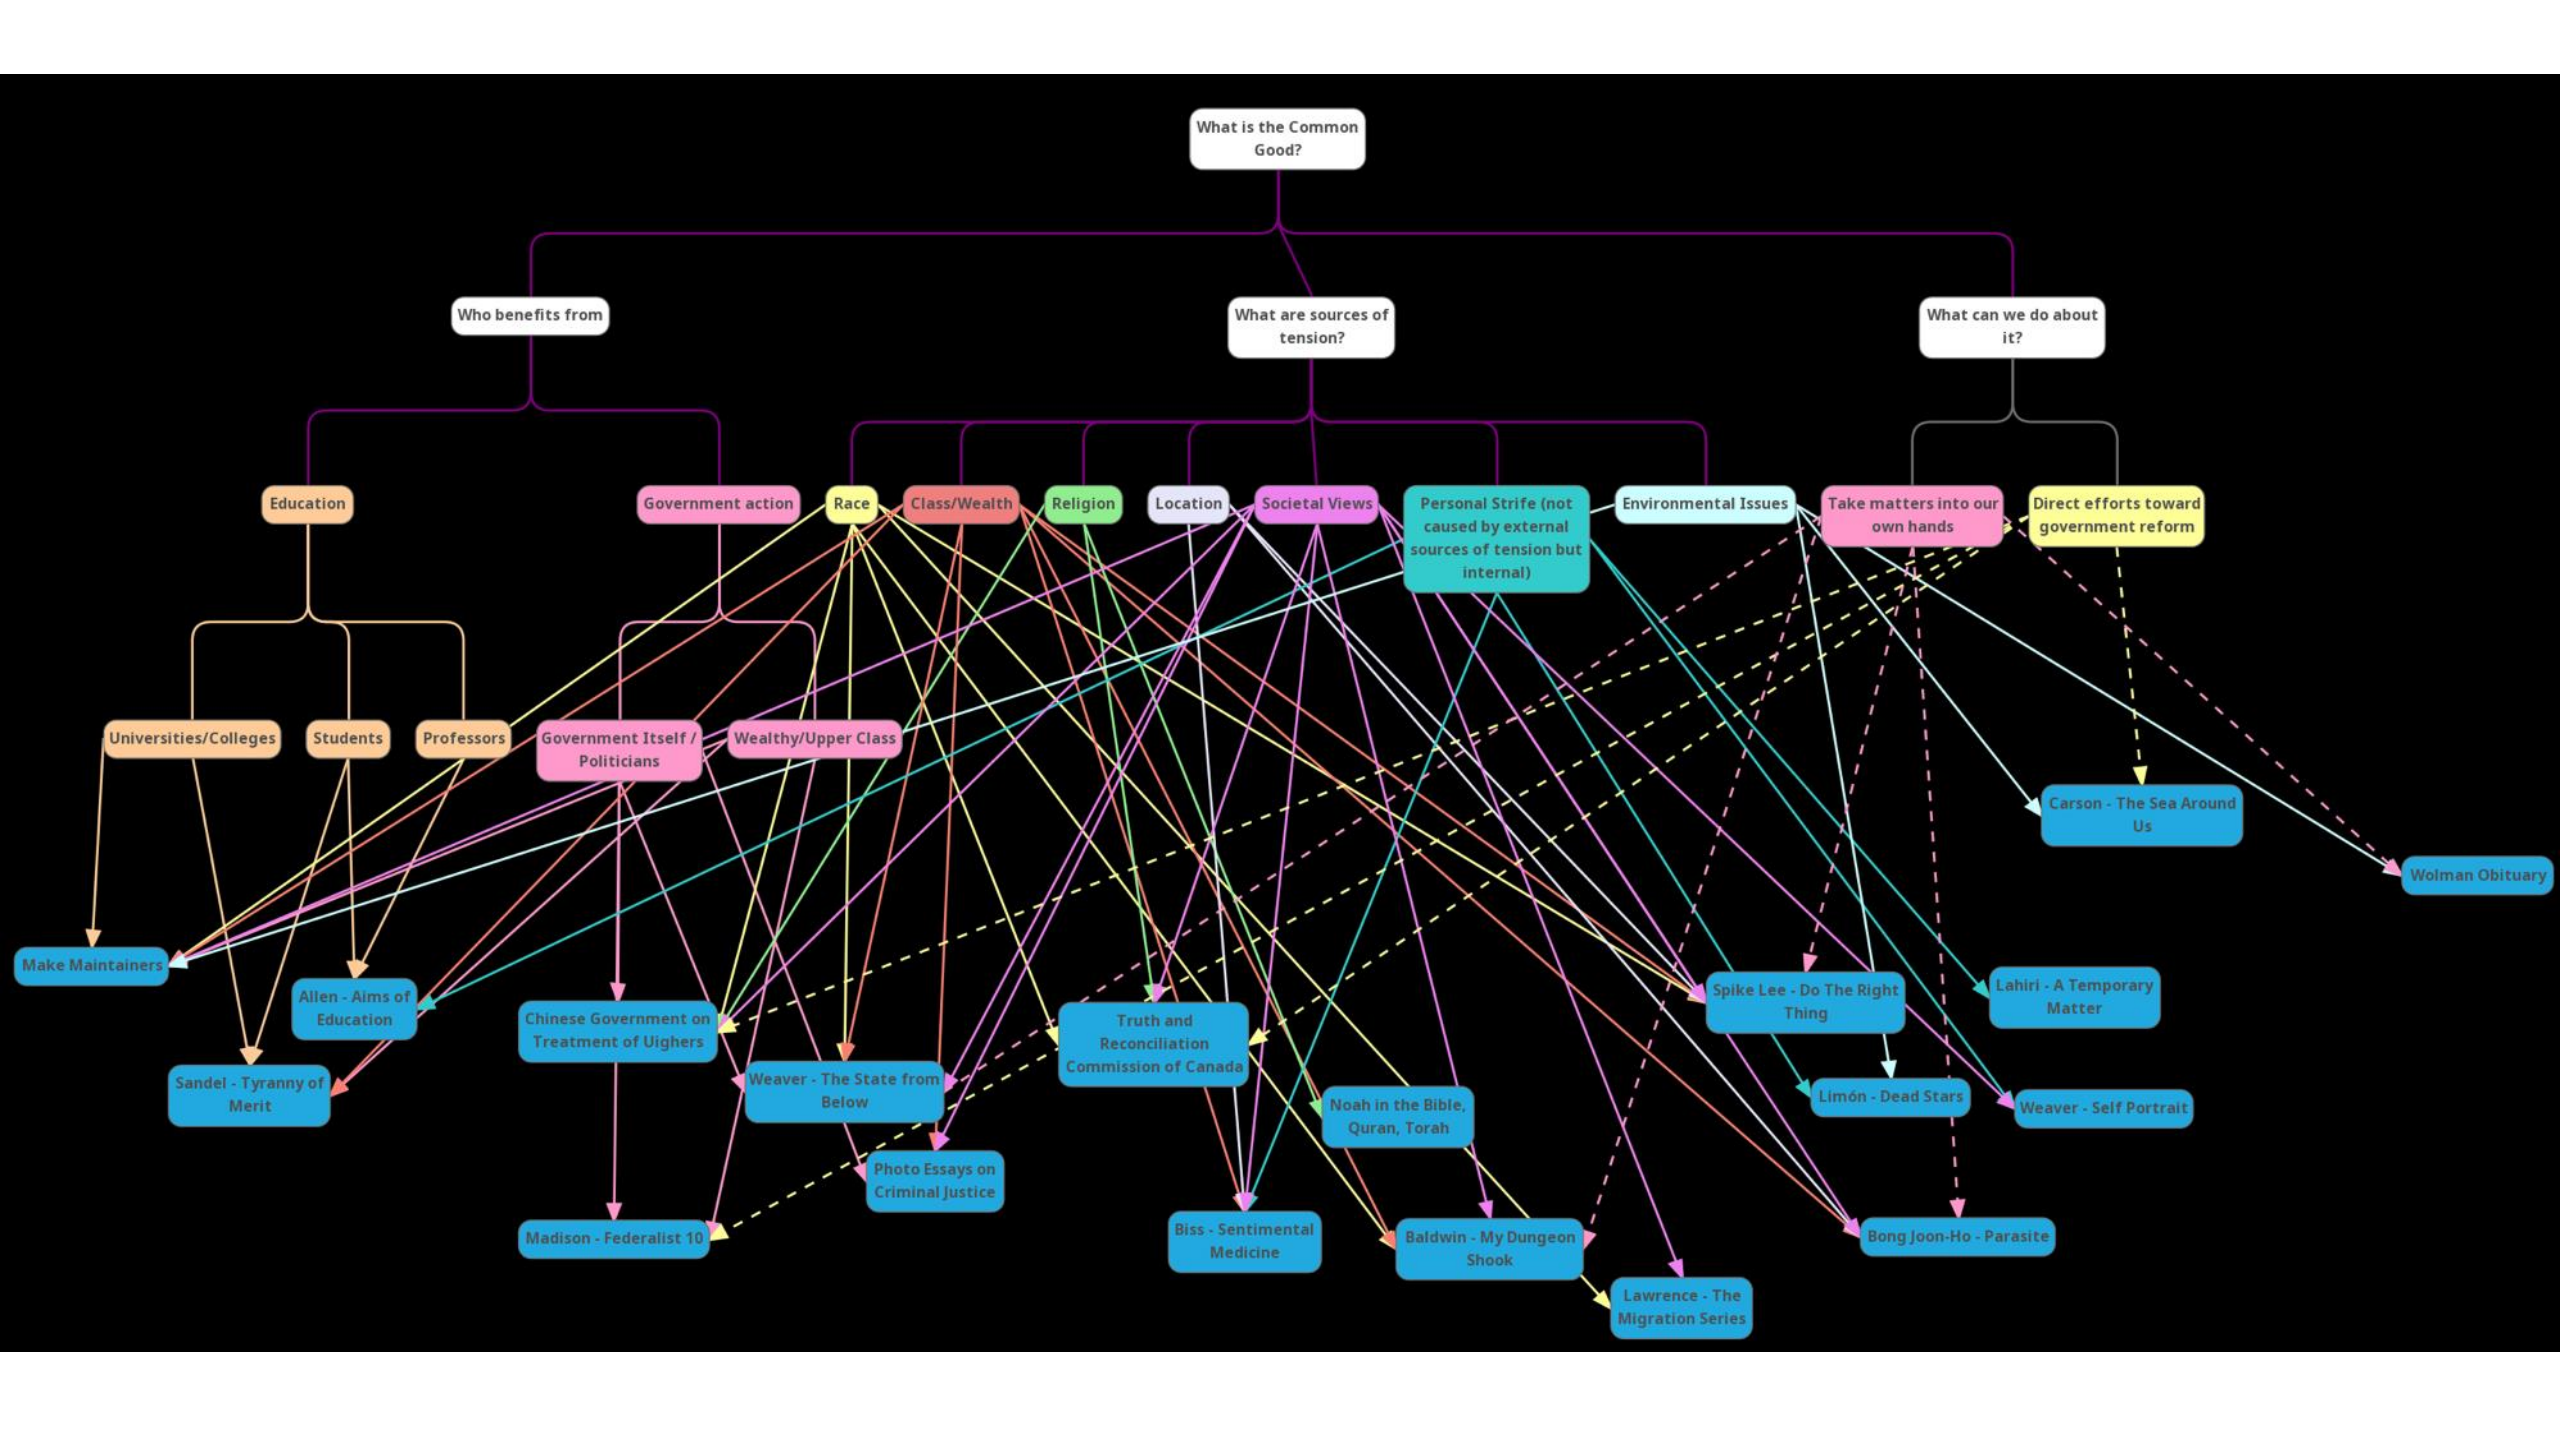 What is the Common
Good?
Who benefits from
What are sources of
tension?
What can we do about
it?
Education
Government action
Race
Class/Wealth
Religion
Location
Societal Views
Personal Strife (not
caused by external
sources of tension but
internal)
Environmental Issues
Take matters into our
own hands
Direct efforts toward
government reform
Universities/Colleges
Students
Professors
Government Itself /
Politicians
Wealthy/Upper Class
Carson - The Sea Around
Us
Wolman Obituary
Make Maintainers
Allen - Aims of
Education
Sandel - Tyranny of
Merit
Chinese Government on
Treatment of Uighers
Weaver - The State from
Below
Truth and
Reconciliation
Commission of Canada
Spike Lee - Do The Right
Thing
Lahiri - A Temporary
Matter
Noah in the Bible,
Quran, Torah
Limón - Dead Stars
Weaver - Self Portrait
Photo Essays on
Criminal Justice
Madison - Federalist 10
Biss - Sentimental
Medicine
Baldwin - My Dungeon
Shook
Bong Joon-Ho - Parasite
Lawrence - The
Migration Series